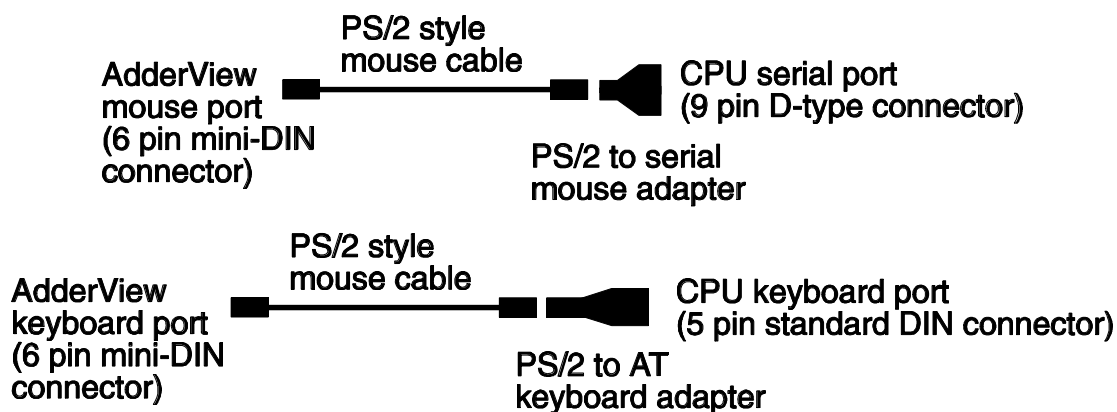 PS/2 style
mouse cable
AdderView
mouse port
(6 pin mini-DIN
connector)
CPU serial port
(9 pin D-type connector)
PS/2 to serial
mouse adapter
PS/2 style
mouse cable
AdderView
keyboard port
(6 pin mini-DIN
connector)
CPU keyboard port
(5 pin standard DIN connector)
PS/2 to AT
keyboard adapter